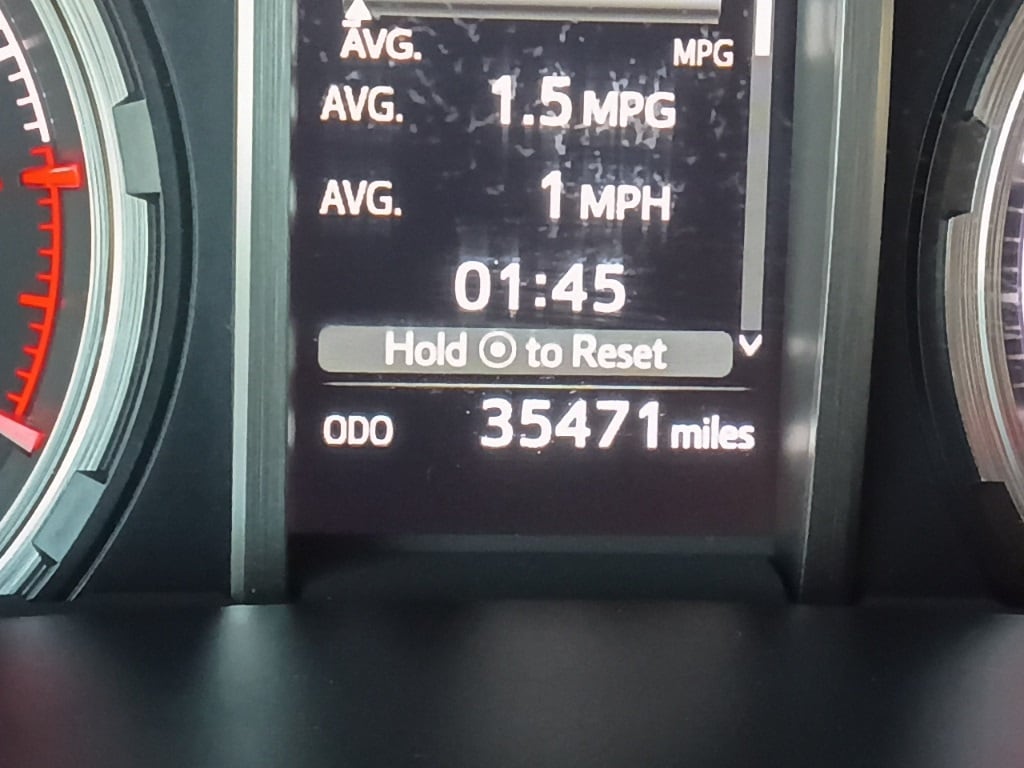 AVG. MPG
AVG. 1.5 MPG
AVG. 1 MPH
01:45
Hold to Reset
ODO 35471 miles